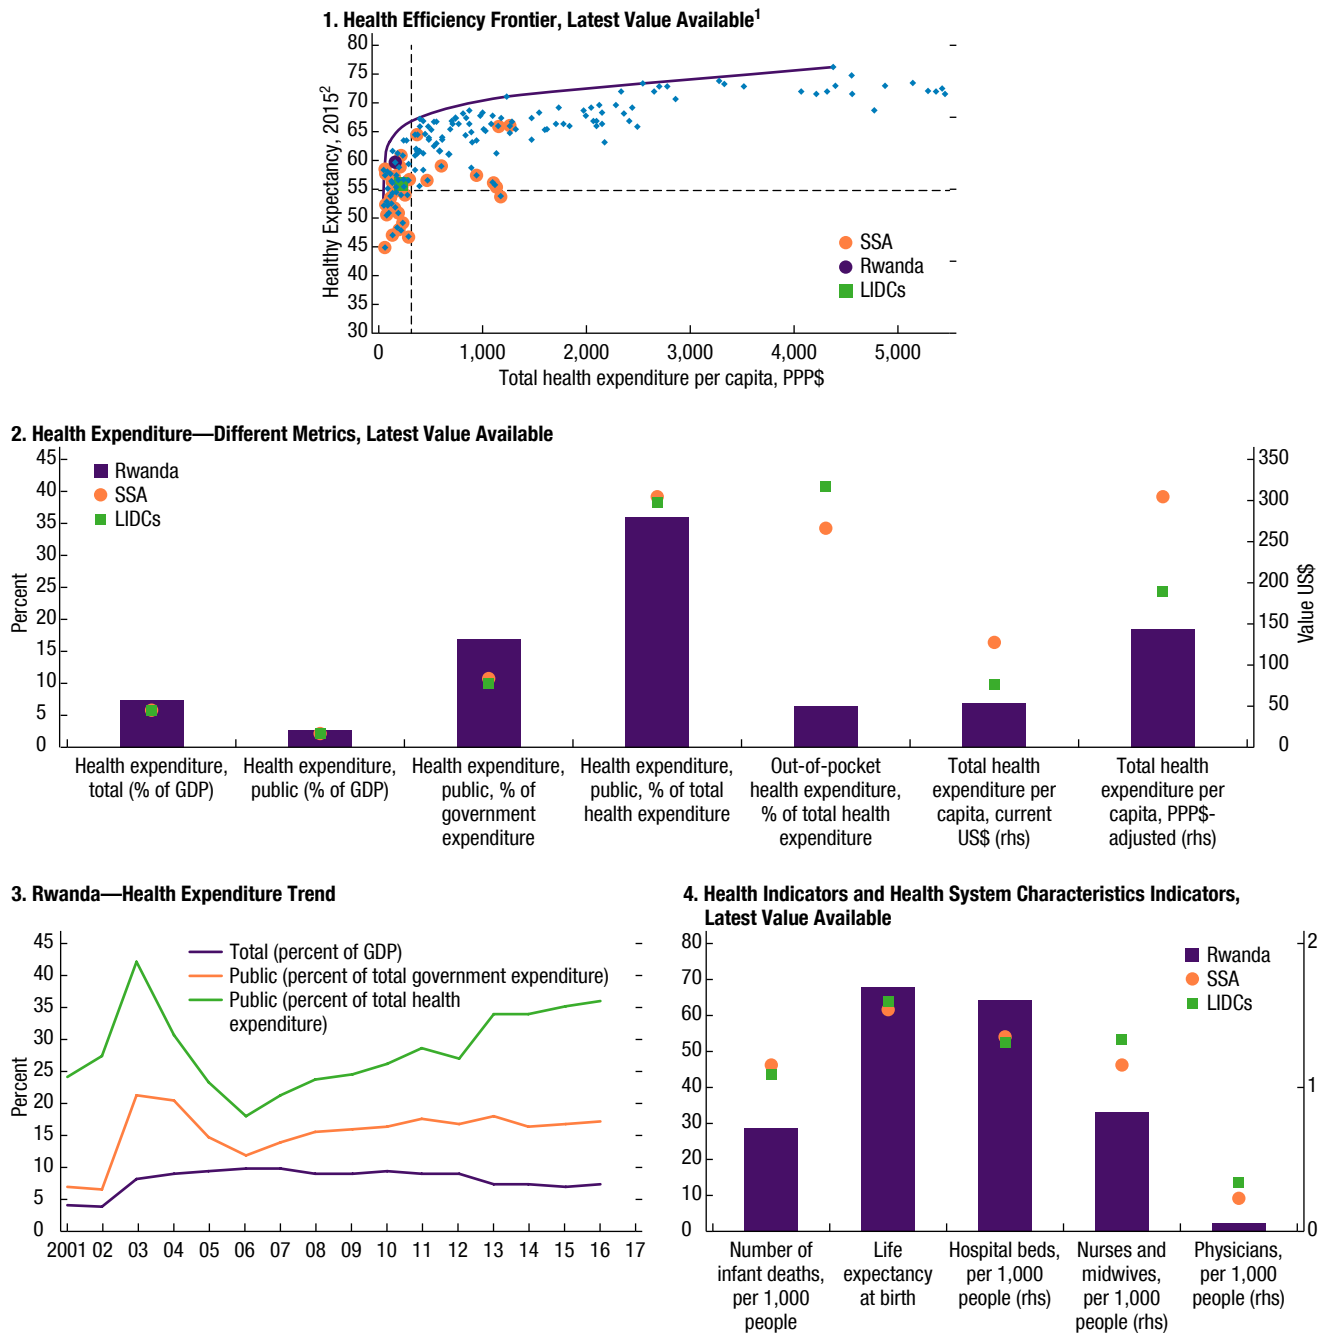 1. Health Efficiency Frontier, Latest Value Available1
Healthy Expectancy, 20152
80
75
70
65
60
55
50
45
40
35
30
SSA
Rwanda
LIDCs
0 1,000 2,000 3,000 4,000 5,000
Total health expenditure per capita, PPP$
2. Health Expenditure—Different Metrics, Latest Value Available
Percent
45
40
35
30
25
20
15
10
5
0
Rwanda
SSA
LIDCs
350
300
250
200
150
100
50
0
Value US$
Health expenditure,
total (% of GDP)
Health expenditure,
public (% of GDP)
Health expenditure,
public, % of
government
expenditure
Health expenditure,
public, % of total
health expenditure
Out-of-pocket
health expenditure,
% of total health
expenditure
Total health
expenditure per
capita, current
US$ (rhs)
Total health
expenditure per
capita, PPP$-
adjusted (rhs)
3. Rwanda—Health Expenditure Trend
Percent
45
40
35
30
25
20
15
10
5
0
Total (percent of GDP)
Public (percent of total government expenditure)
Public (percent of total health
expenditure)
2001 02 03 04 05 06 07 08 09 10 11 12 13 14 15 16 17
4. Health Indicators and Health System Characteristics Indicators,
Latest Value Available
80
70
60
50
40
30
20
10
0
Rwanda
SSA
LIDCs
2
1
0
Number of
infant deaths,
per 1,000
people
Life
expectancy
at birth
Hospital beds,
per 1,000
people (rhs)
Nurses and
midwives,
per 1,000
people (rhs)
Physicians,
per 1,000
people (rhs)